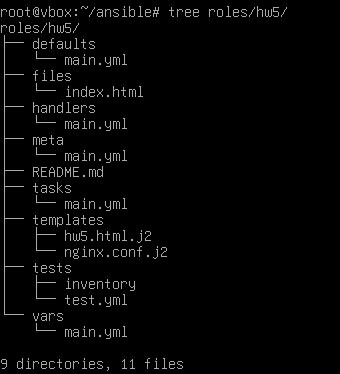 root@vbox:~/ansible# tree roles/hw5/
roles/hw5/
├── defaults
│   └── main.yml
├── files
│   └── index.html
├── handlers
│   └── main.yml
├── meta
│   └── main.yml
├── README.md
├── tasks
│   └── main.yml
├── templates
│   ├── hw5.html.j2
│   └── nginx.conf.j2
├── tests
│   ├── inventory
│   └── test.yml
└── vars
    └── main.yml

9 directories, 11 files